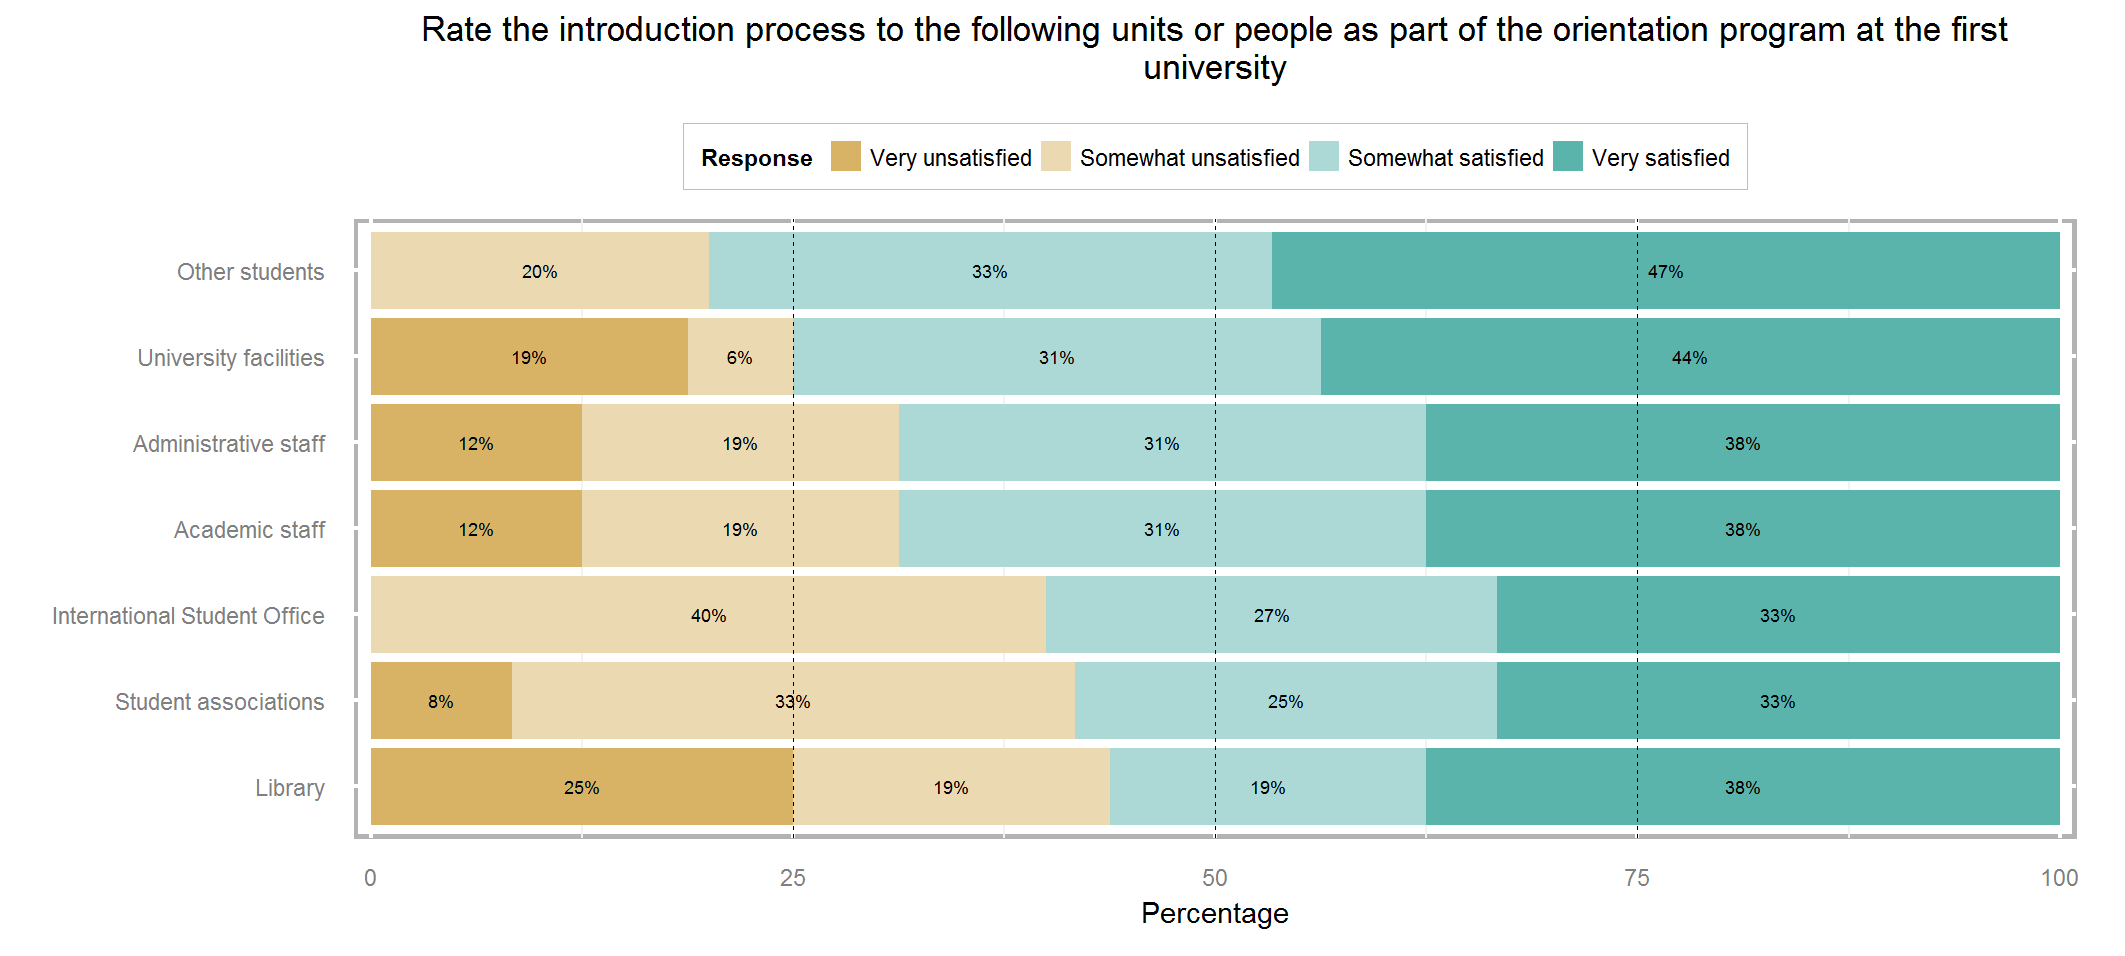 Rate the introduction process to the following units or people as part of the orientation program at the first
university
Response Very unsatisfied Somewhat unsatisfied Somewhat satisfied Very satisfied
Other students 20% 33% 47%
University facilities 19% 6% 31% 44%
Administrative staff 12% 19% 31% 38%
Academic staff 12% 19% 31% 38%
International Student Office 40% 27% 33%
Student associations 8% 33% 25% 33%
Library 25% 19% 19% 38%
0 25 50 75 100
Percentage